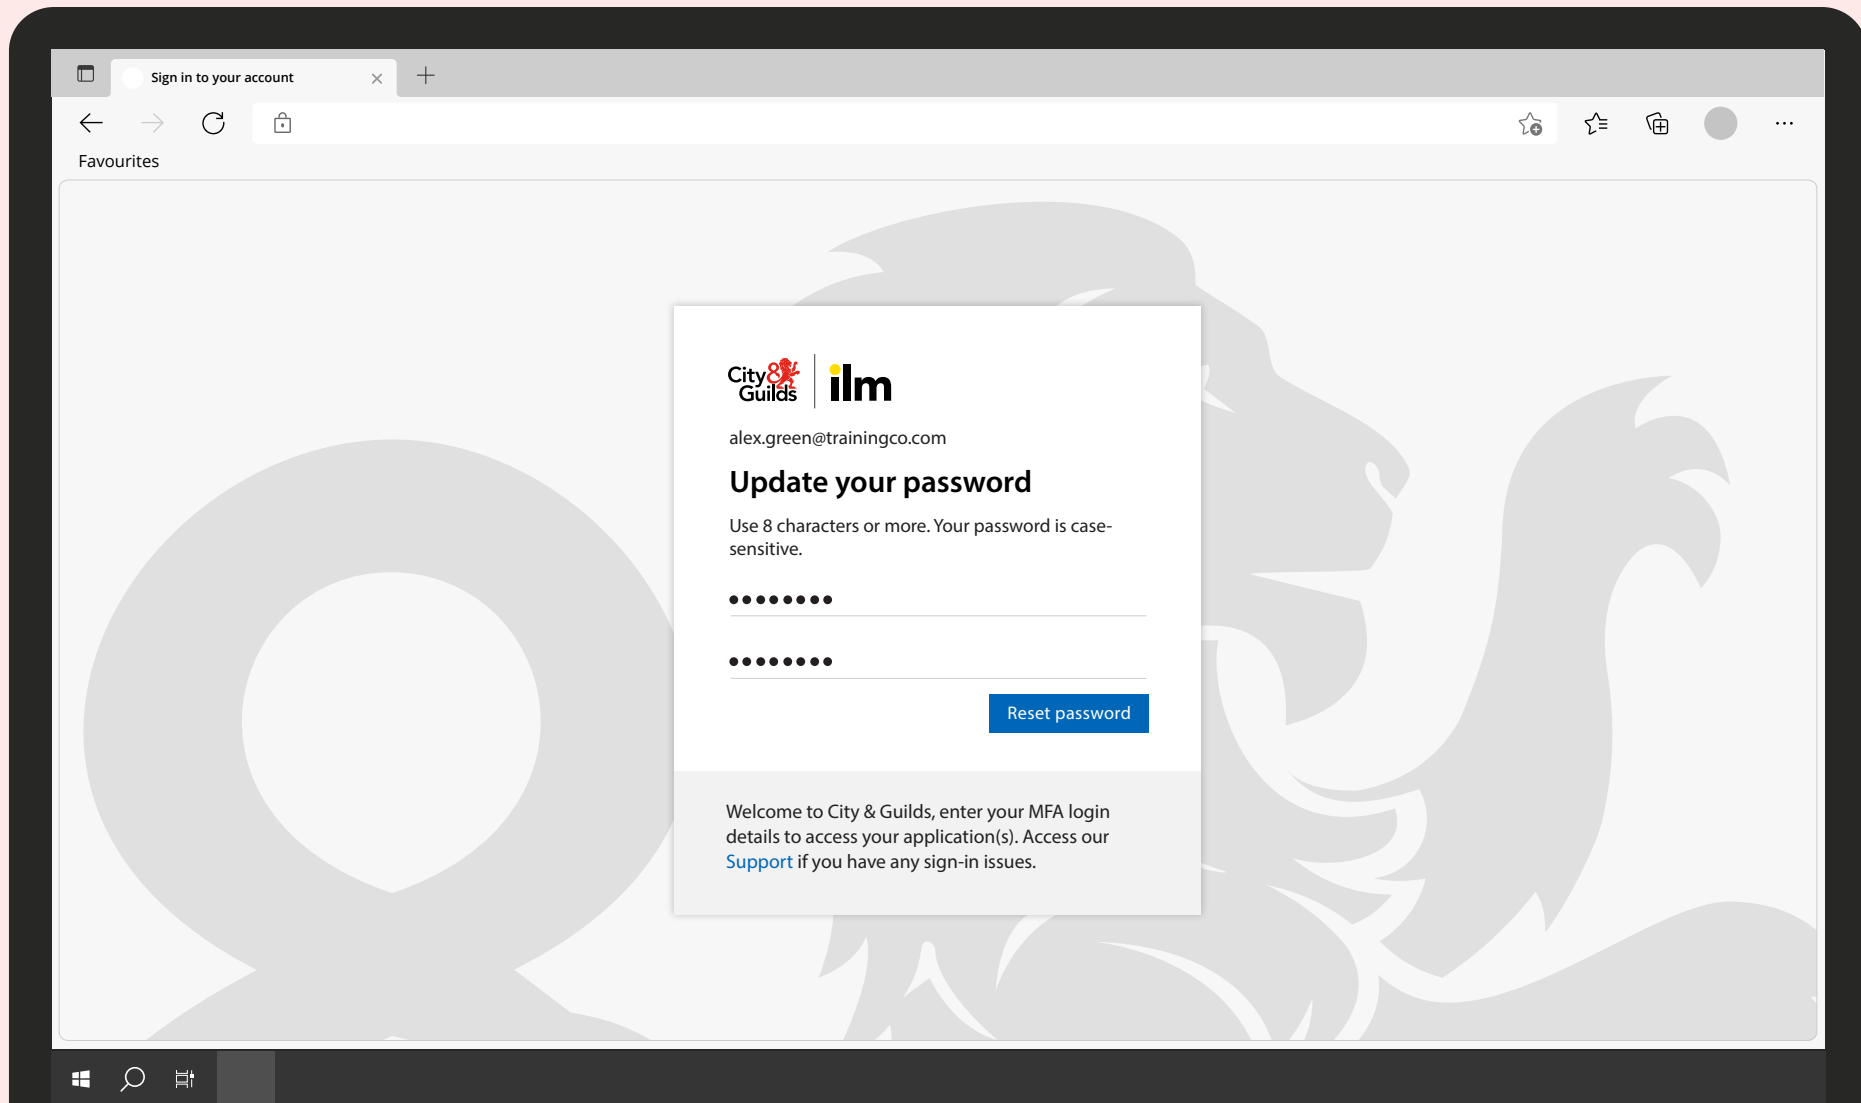 Sign in to your account
Favourites
City &
Guilds
ilm
alex.green@trainingco.com
Update your password
Use 8 characters or more. Your password is case-
sensitive.
●●●●●●●●
●●●●●●●●
Reset password
Welcome to City & Guilds, enter your MFA login
details to access your application(s). Access our
Support if you have any sign-in issues.